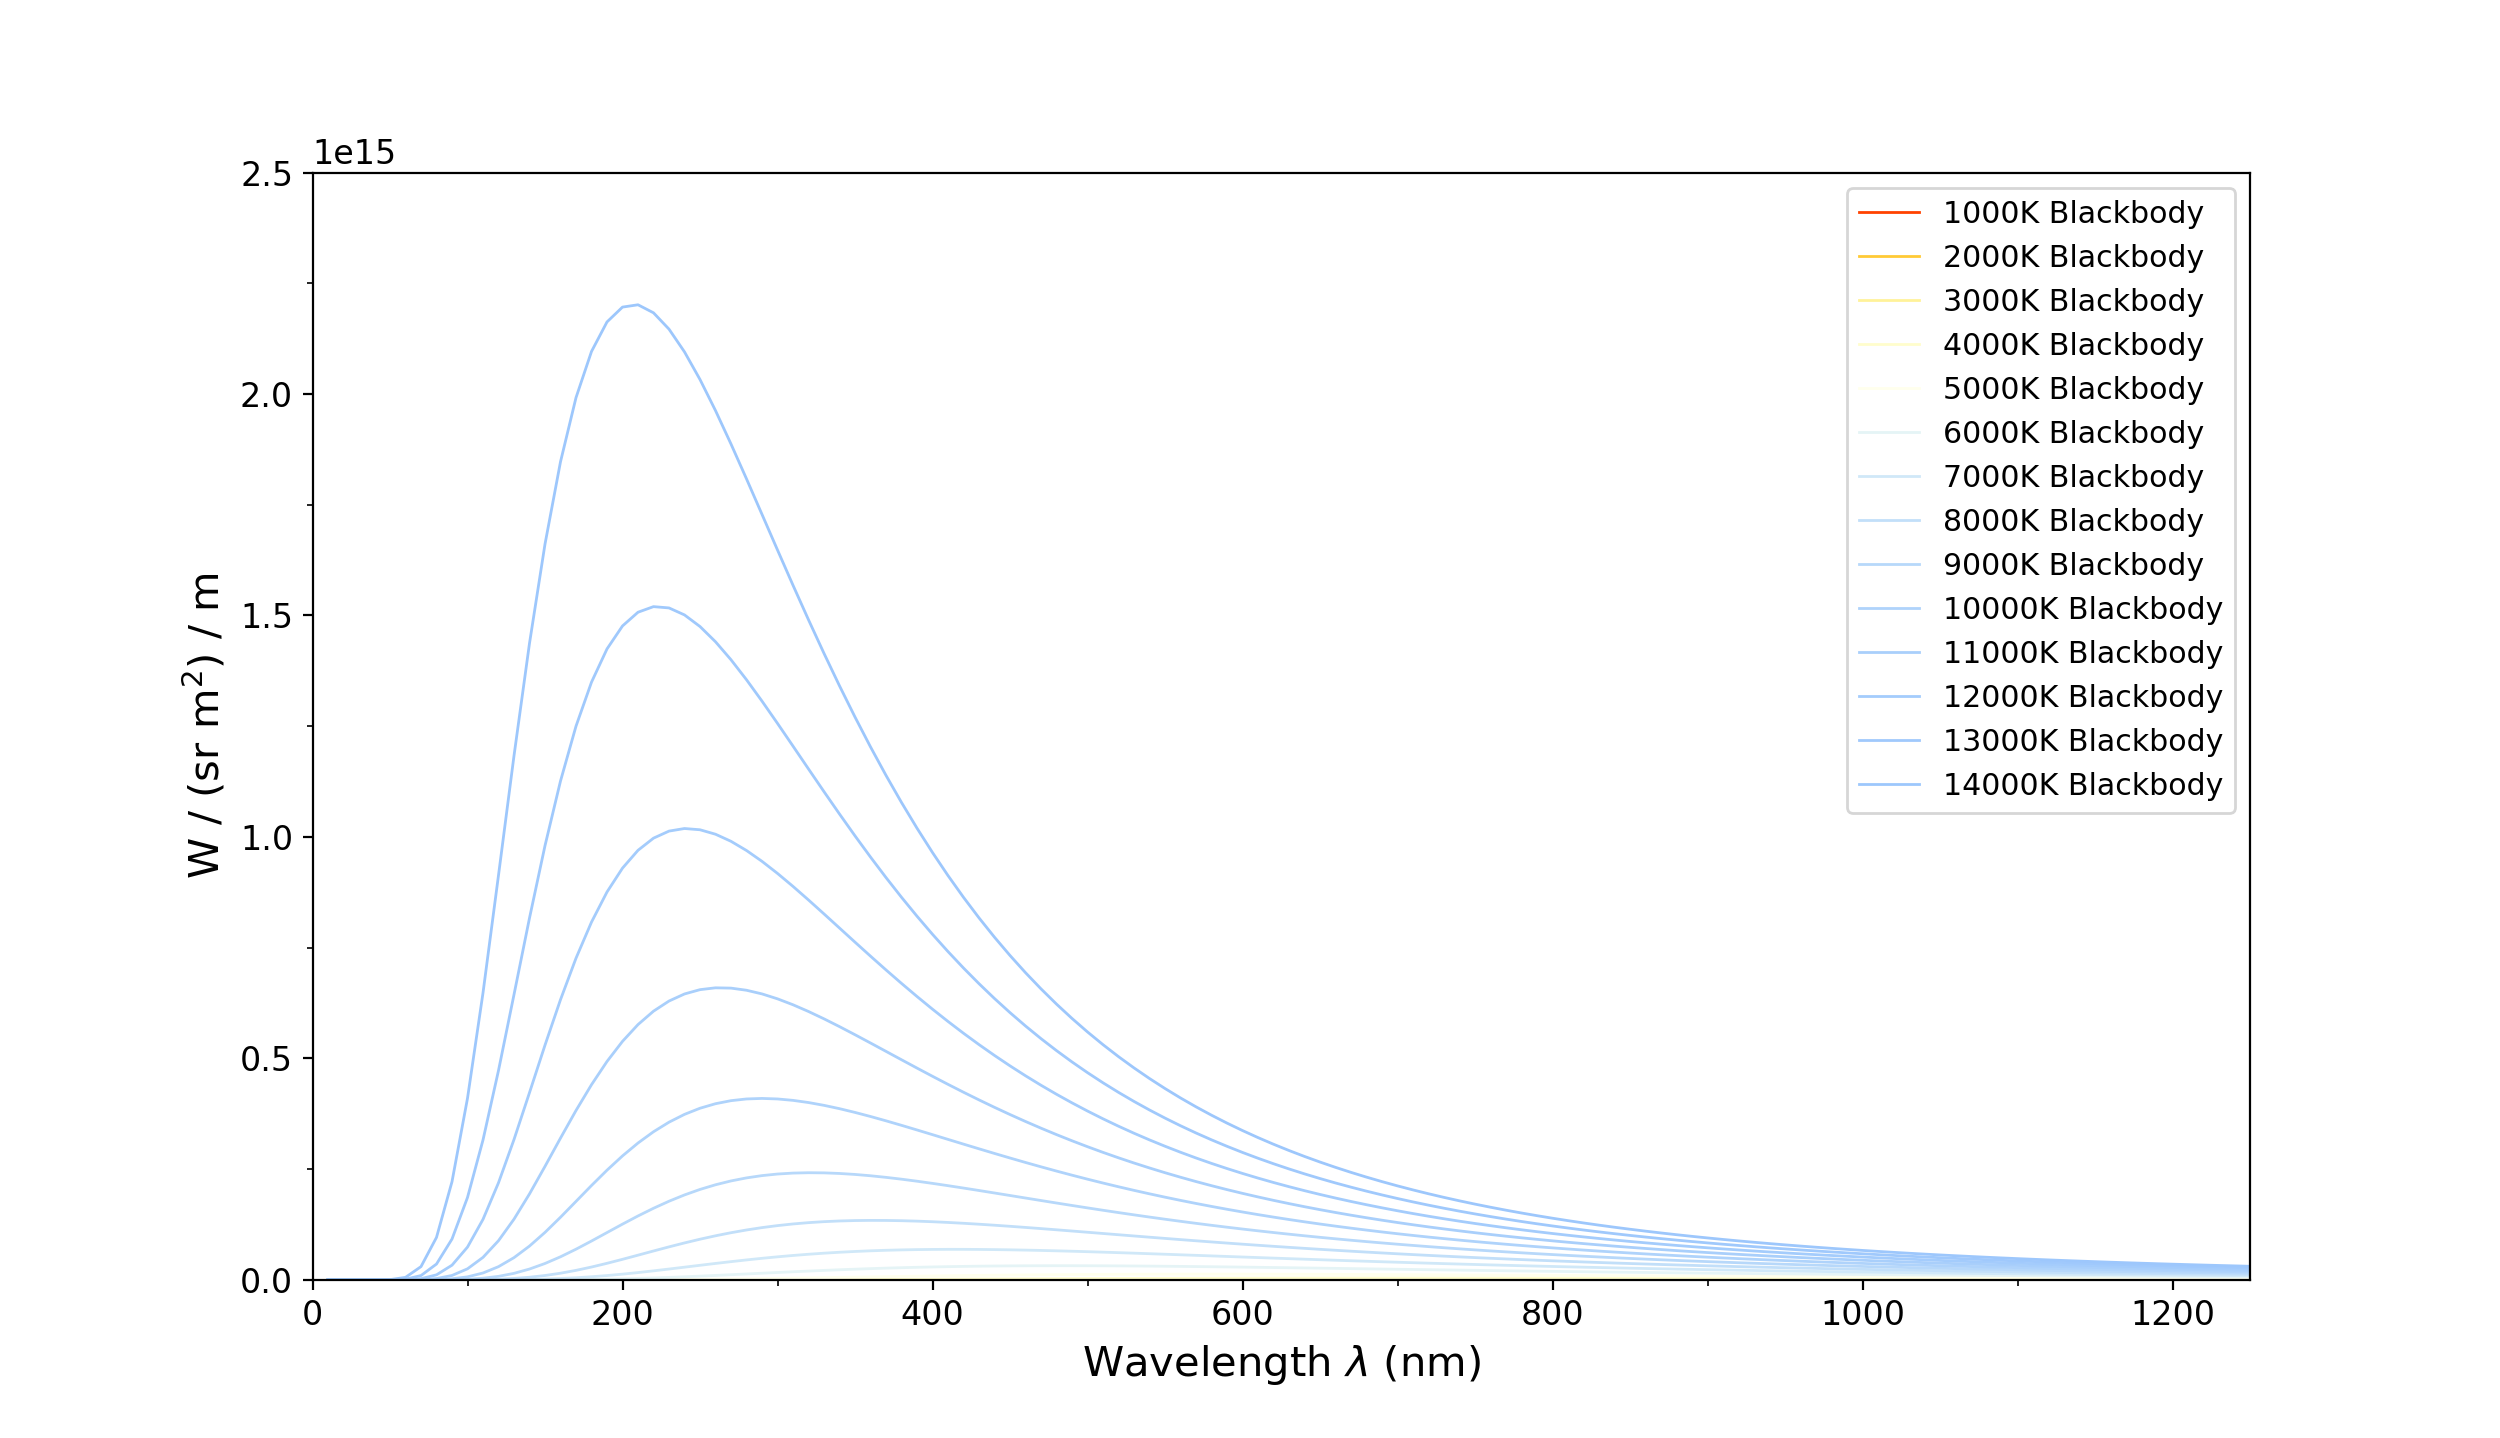 1e15
2.5
2.0
1.5
1.0
0.5
0.0
W / (sr m²) / m
0 200 400 600 800 1000 1200
Wavelength λ (nm)
1000K Blackbody
2000K Blackbody
3000K Blackbody
4000K Blackbody
5000K Blackbody
6000K Blackbody
7000K Blackbody
8000K Blackbody
9000K Blackbody
10000K Blackbody
11000K Blackbody
12000K Blackbody
13000K Blackbody
14000K Blackbody